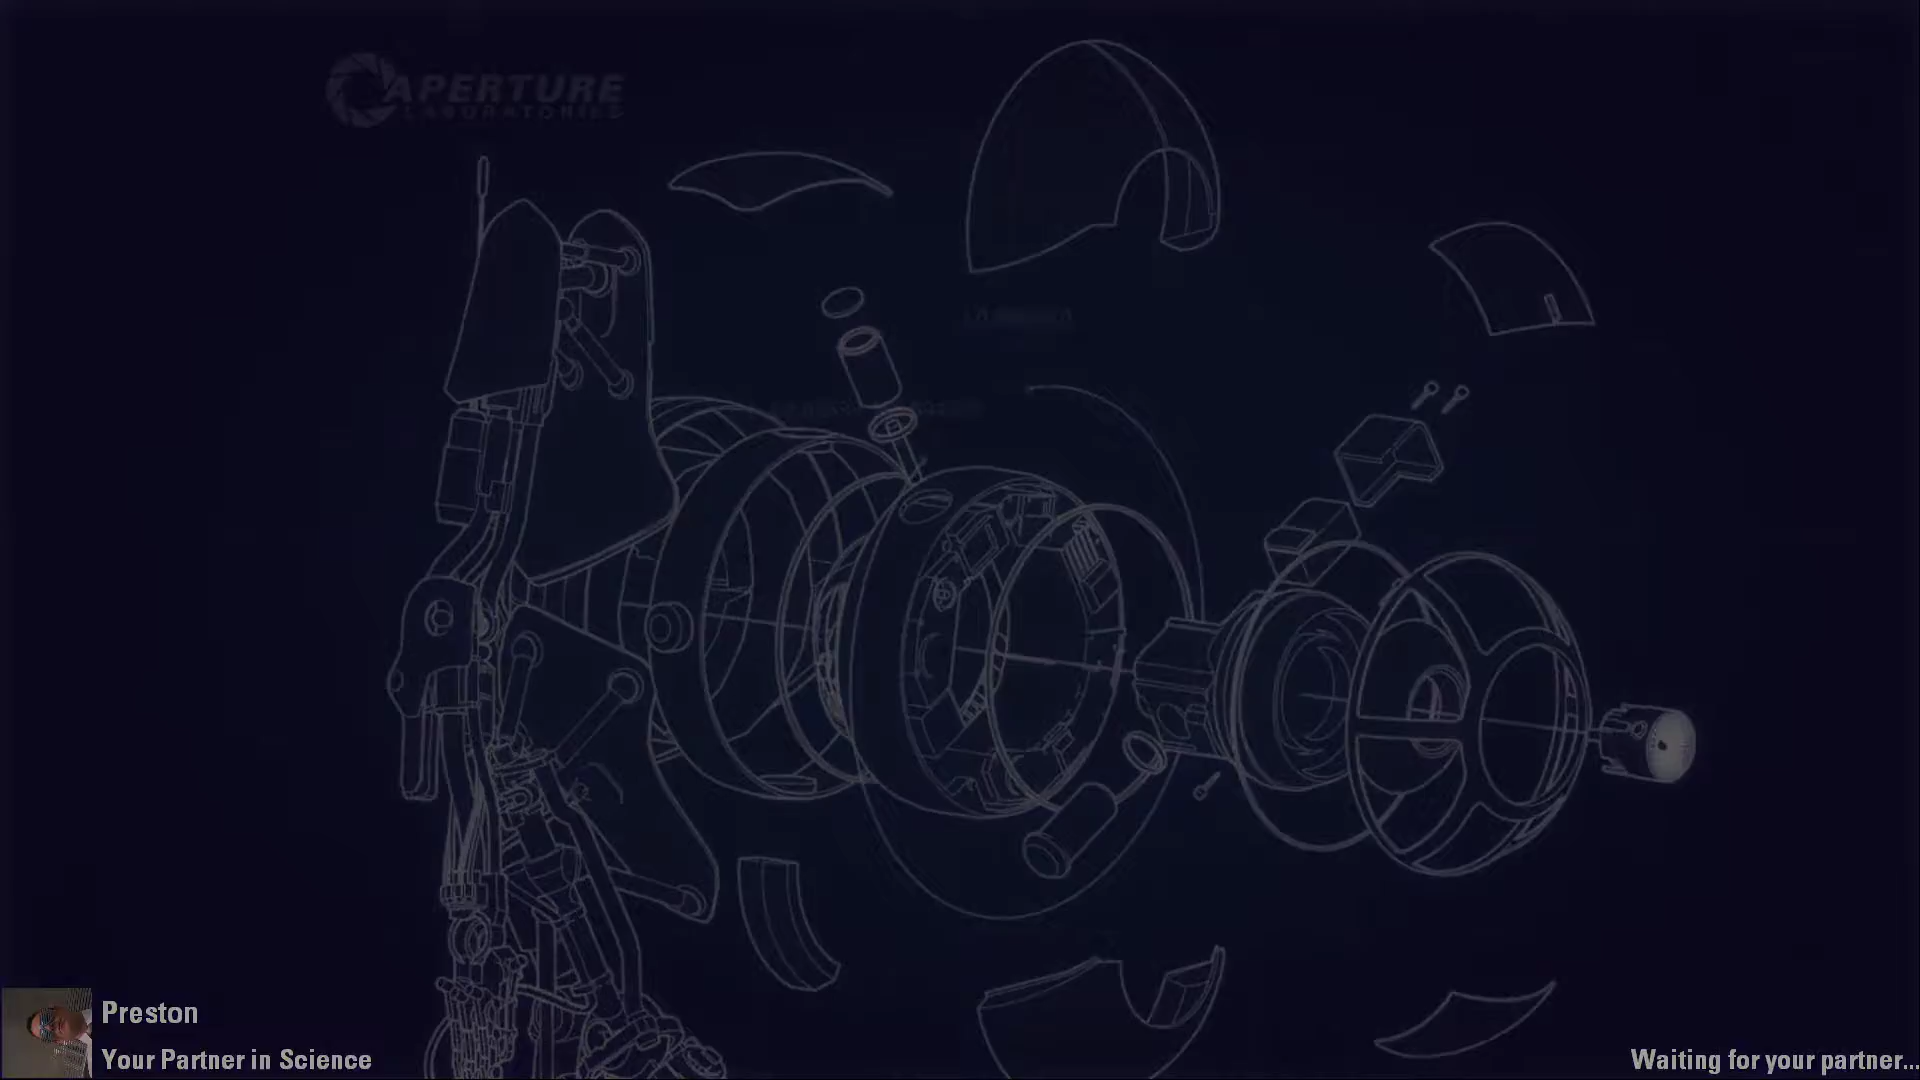 APERTURE
LABORATORIES
Preston
Your Partner in Science
Waiting for your partner...